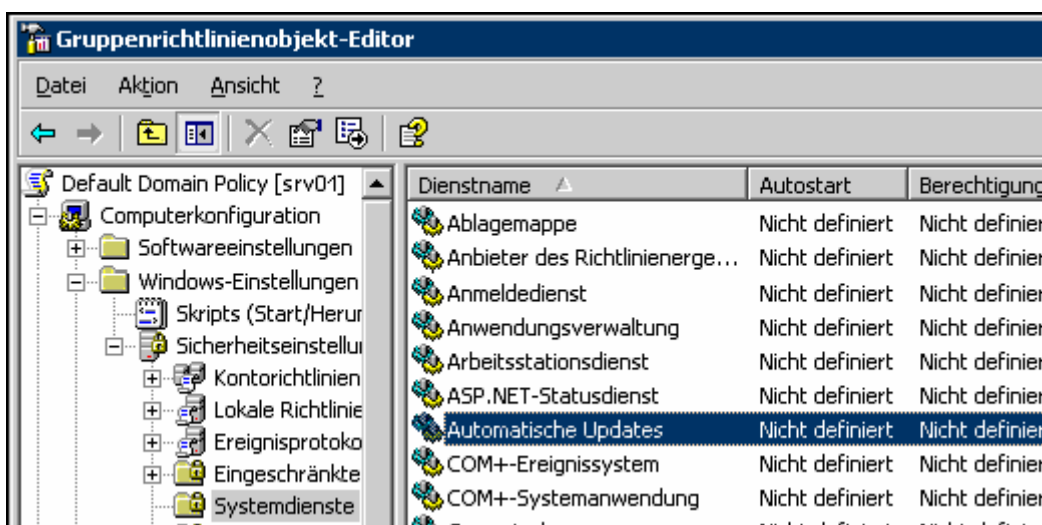 Gruppenrichtlinienobjekt-Editor
Datei Aktion Ansicht ?
Default Domain Policy [srv01]
Computerkonfiguration
Softwareeinstellungen
Windows-Einstellungen
Skripts (Start/Herur
Sicherheitseinstellu
Kontorichtlinien
Lokale Richtlinie
Ereignisprotoko
Eingeschränkte
Systemdienste
Dienstname Autostart Berechtigung
Ablagemappe Nicht definiert Nicht definier
Anbieter des Richtlinienerge... Nicht definiert Nicht definier
Anmeldedienst Nicht definiert Nicht definier
Anwendungsverwaltung Nicht definiert Nicht definier
Arbeitsstationsdienst Nicht definiert Nicht definier
ASP.NET-Statusdienst Nicht definiert Nicht definier
Automatische Updates Nicht definiert Nicht definier
COM+-Ereignissystem Nicht definiert Nicht definier
COM+-Systemanwendung Nicht definiert Nicht definier